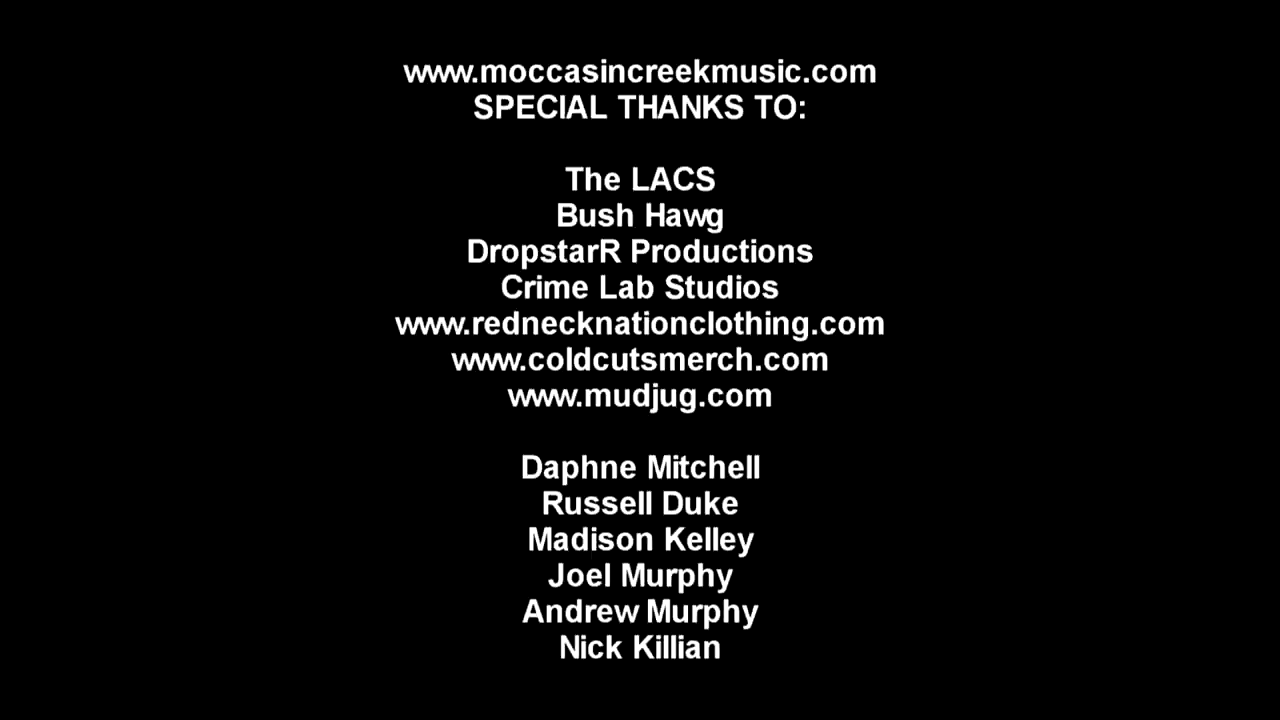 www.moccasincreekmusic.com
SPECIAL THANKS TO:
The LACS
Bush Hawg
DropstarR Productions
Crime Lab Studios
www.rednecknationclothing.com
www.coldcutsmerch.com
www.mudjug.com
Daphne Mitchell
Russell Duke
Madison Kelley
Joel Murphy
Andrew Murphy
Nick Killian